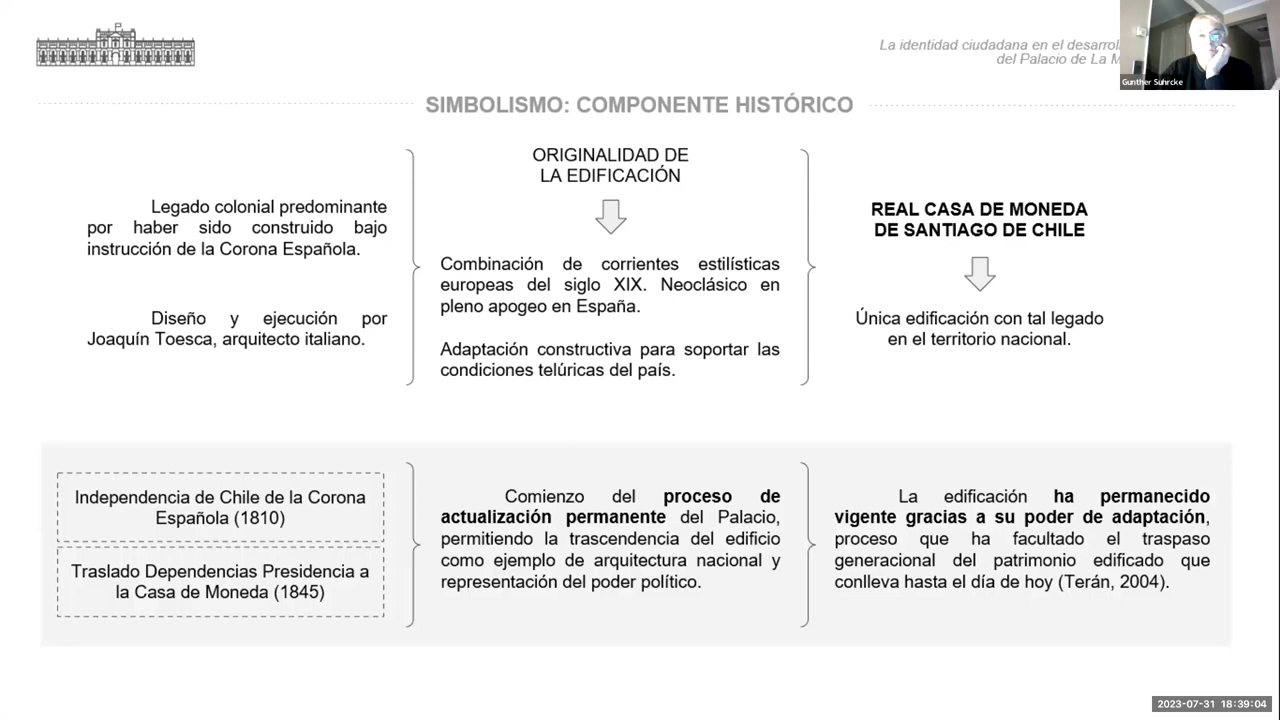 La identidad ciudadana en el desarrol
del Palacio de La M
Gunther Suhrcke
SIMBOLISMO: COMPONENTE HISTÓRICO
Legado colonial predominante
por haber sido construido bajo
instrucción de la Corona Española.
Diseño y ejecución por
Joaquín Toesca, arquitecto italiano.
ORIGINALIDAD DE
LA EDIFICACIÓN
Combinación de corrientes estilísticas
europeas del siglo XIX. Neoclásico en
pleno apogeo en España.
Adaptación constructiva para soportar las
condiciones telúricas del país.
REAL CASA DE MONEDA
DE SANTIAGO DE CHILE
Única edificación con tal legado
en el territorio nacional.
Independencia de Chile de la Corona
Española (1810)
Traslado Dependencias Presidencia a
la Casa de Moneda (1845)
Comienzo del proceso de
actualización permanente del Palacio,
permitiendo la trascendencia del edificio
como ejemplo de arquitectura nacional y
representación del poder político.
La edificación ha permanecido
vigente gracias a su poder de adaptación,
proceso que ha facultado el traspaso
generacional del patrimonio edificado que
conlleva hasta el día de hoy (Terán, 2004).
2023-07-31 18:39:04